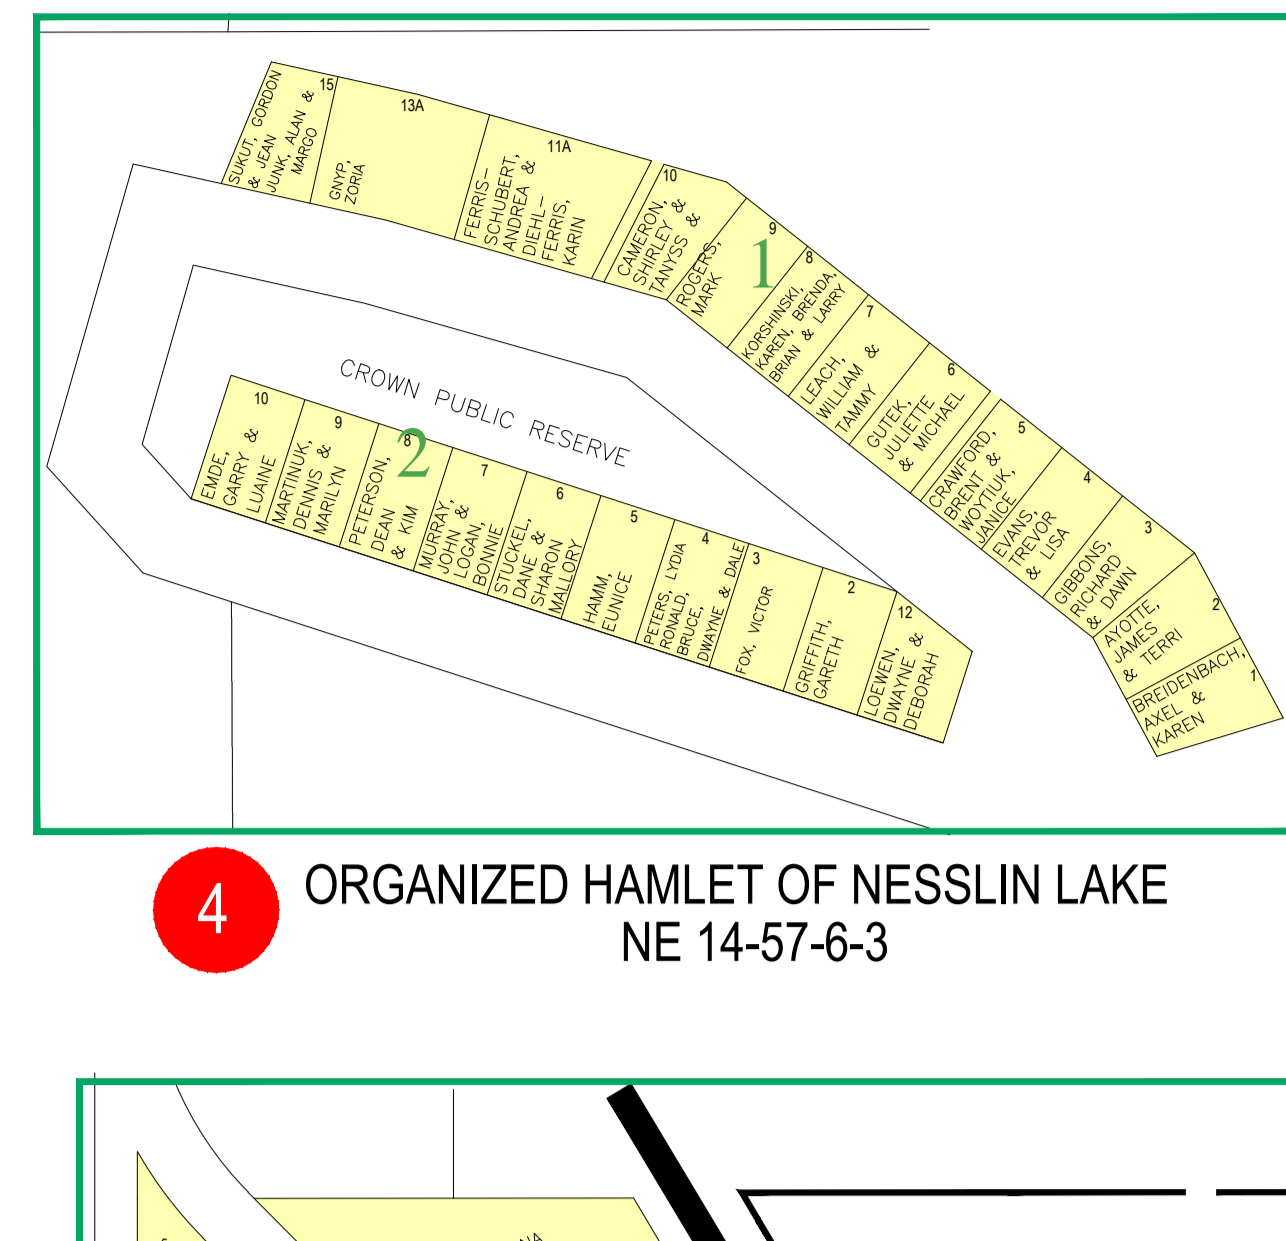 15
SUKUT, GORDON
& JEAN
JUNK, ALAN &
MARGO
13A
GNYP,
ZORIA
11A
FERRIS-
SCHUBERT,
ANDREA &
DIEHL-
FERRIS,
KARIN
10
CAMERON,
SHIRLEY &
TANYSS &
ROGERS,
MARK
9
1
8
KORSHINSKI,
KAREN, BRENDA,
BRIAN & LARRY
7
LEACH,
WILLIAM &
TAMMY
6
GUTEK,
JULIETTE
& MICHAEL
5
CRAWFORD,
BRENT &
WOYTIUK,
JANICE
4
EVANS,
TREVOR
& LISA
3
GIBBONS,
RICHARD
& DAWN
2
AYOTTE,
JAMES
& TERRI
1
BREIDENBACH,
AXEL &
KAREN
CROWN PUBLIC RESERVE
2
10
EMDE,
GARRY &
LUAINE
9
MARTINUK,
DENNIS &
MARILYN
8
PETERSON,
DEAN
& KIM
7
MURRAY,
JOHN &
LOGAN,
BONNIE
6
STUCKEL,
DANE &
SHARON
MALLORY
5
HAMM,
EUNICE
4
PETERS, LYDIA
RONALD,
BRUCE,
DWAYNE & DALE
3
FOX, VICTOR
2
GRIFFITH,
GARETH
12
LOEWEN,
DWAYNE &
DEBORAH
4
ORGANIZED HAMLET OF NESSLIN LAKE
NE 14-57-6-3